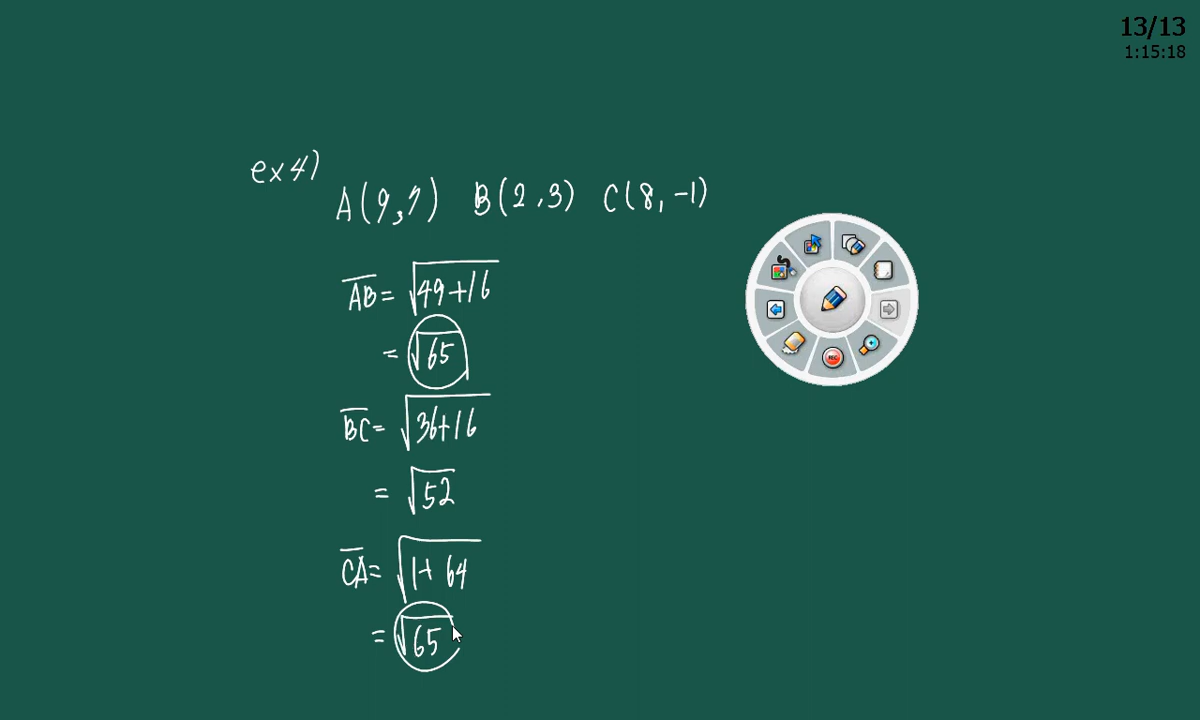 13/13
1:15:18
ex4)
A(9,7) B(2,3) C(8,-1)
AB= √49+16
= √65
BC= √36+16
= √52
CA= √1+64
= √65
REC